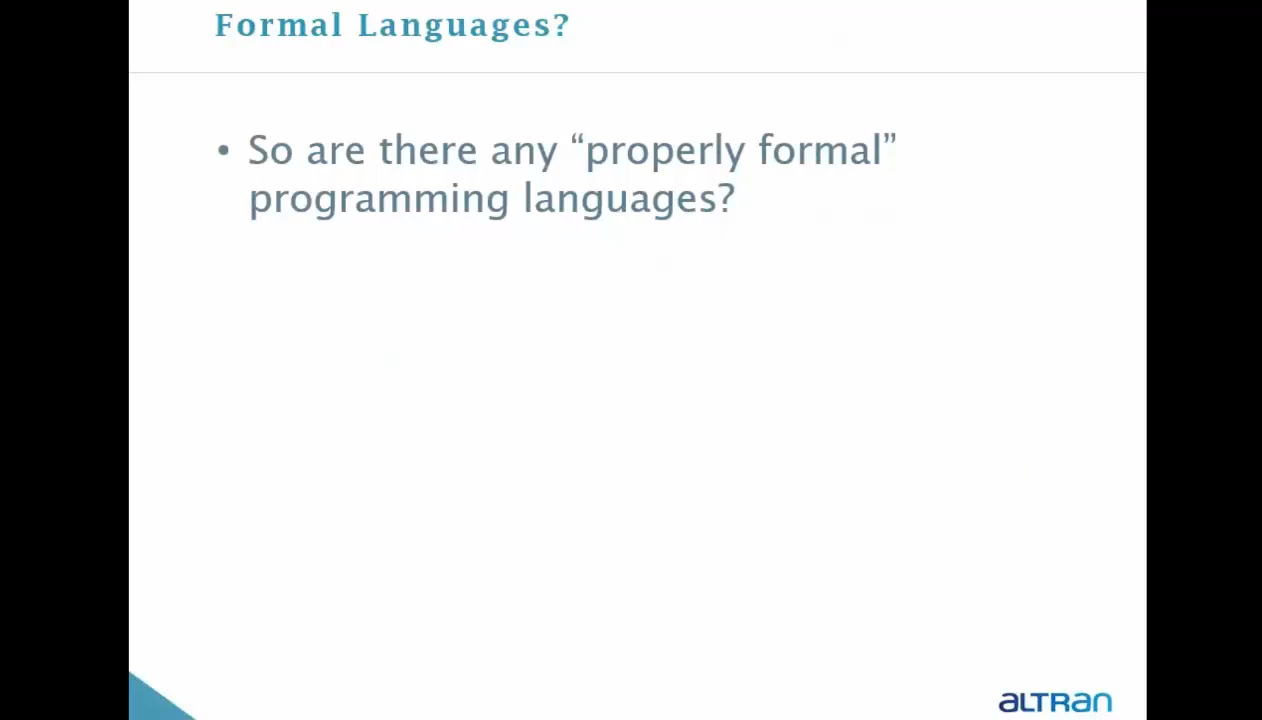 Formal Languages?
• So are there any “properly formal”
programming languages?
ALTRAN